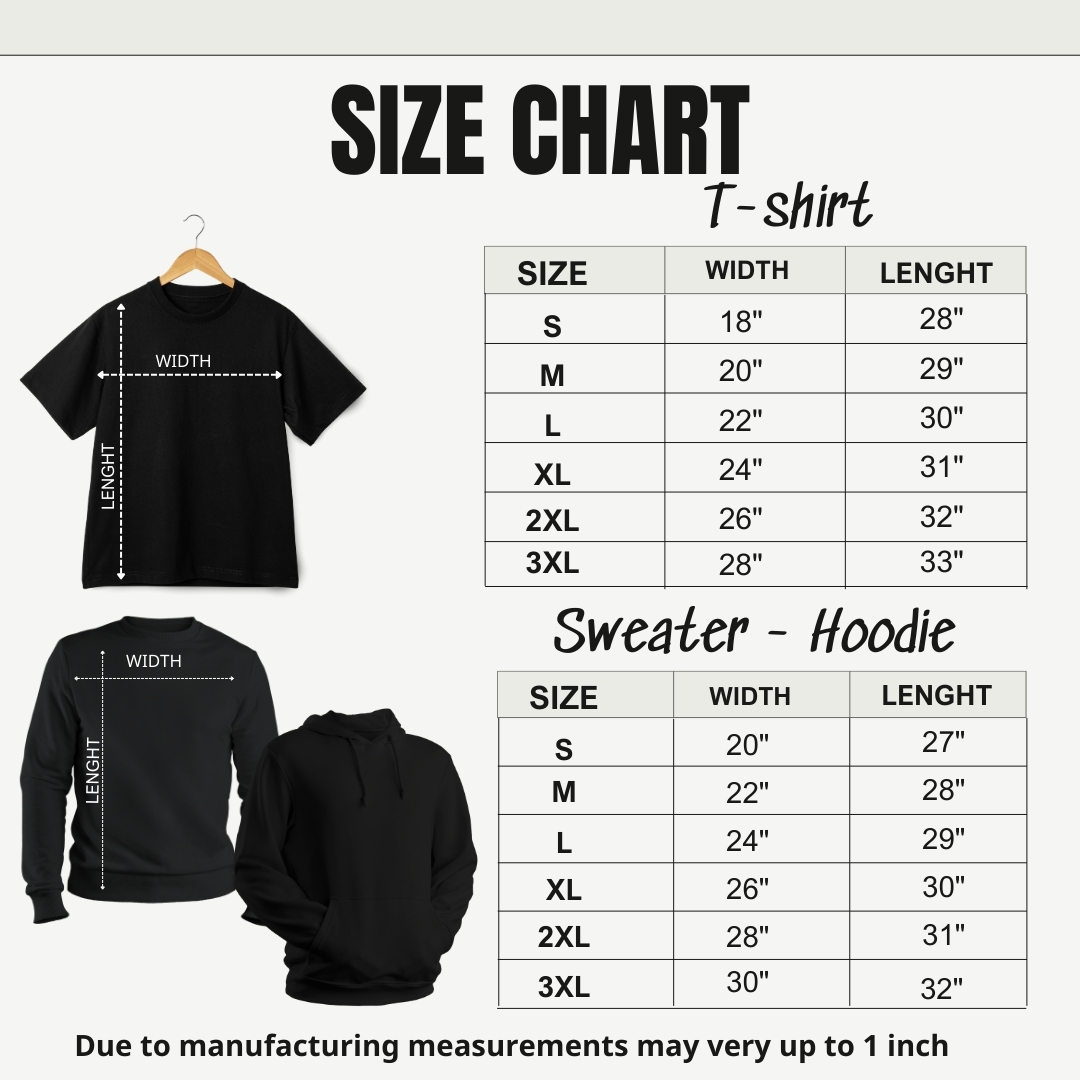 SIZE CHART
T-shirt
SIZE WIDTH LENGHT
S 18" 28"
M 20" 29"
L 22" 30"
XL 24" 31"
2XL 26" 32"
3XL 28" 33"
WIDTH
LENGHT
Sweater - Hoodie
SIZE WIDTH LENGHT
S 20" 27"
M 22" 28"
L 24" 29"
XL 26" 30"
2XL 28" 31"
3XL 30" 32"
WIDTH
LENGHT
Due to manufacturing measurements may very up to 1 inch